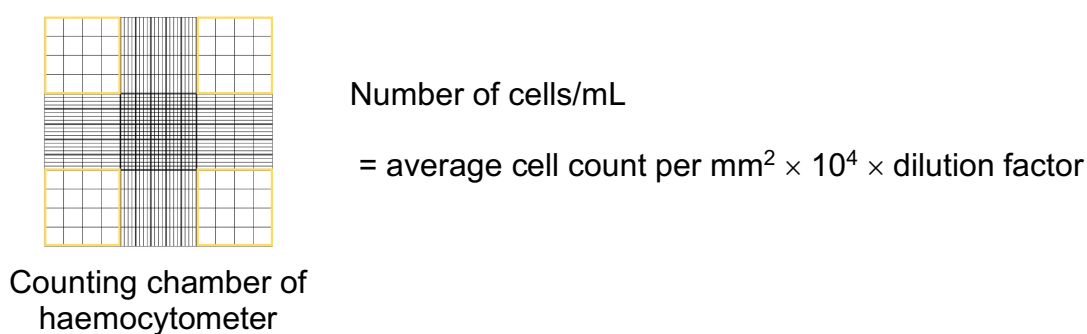 Number of cells/mL
= average cell count per mm² × 10⁴ × dilution factor
Counting chamber of
haemocytometer